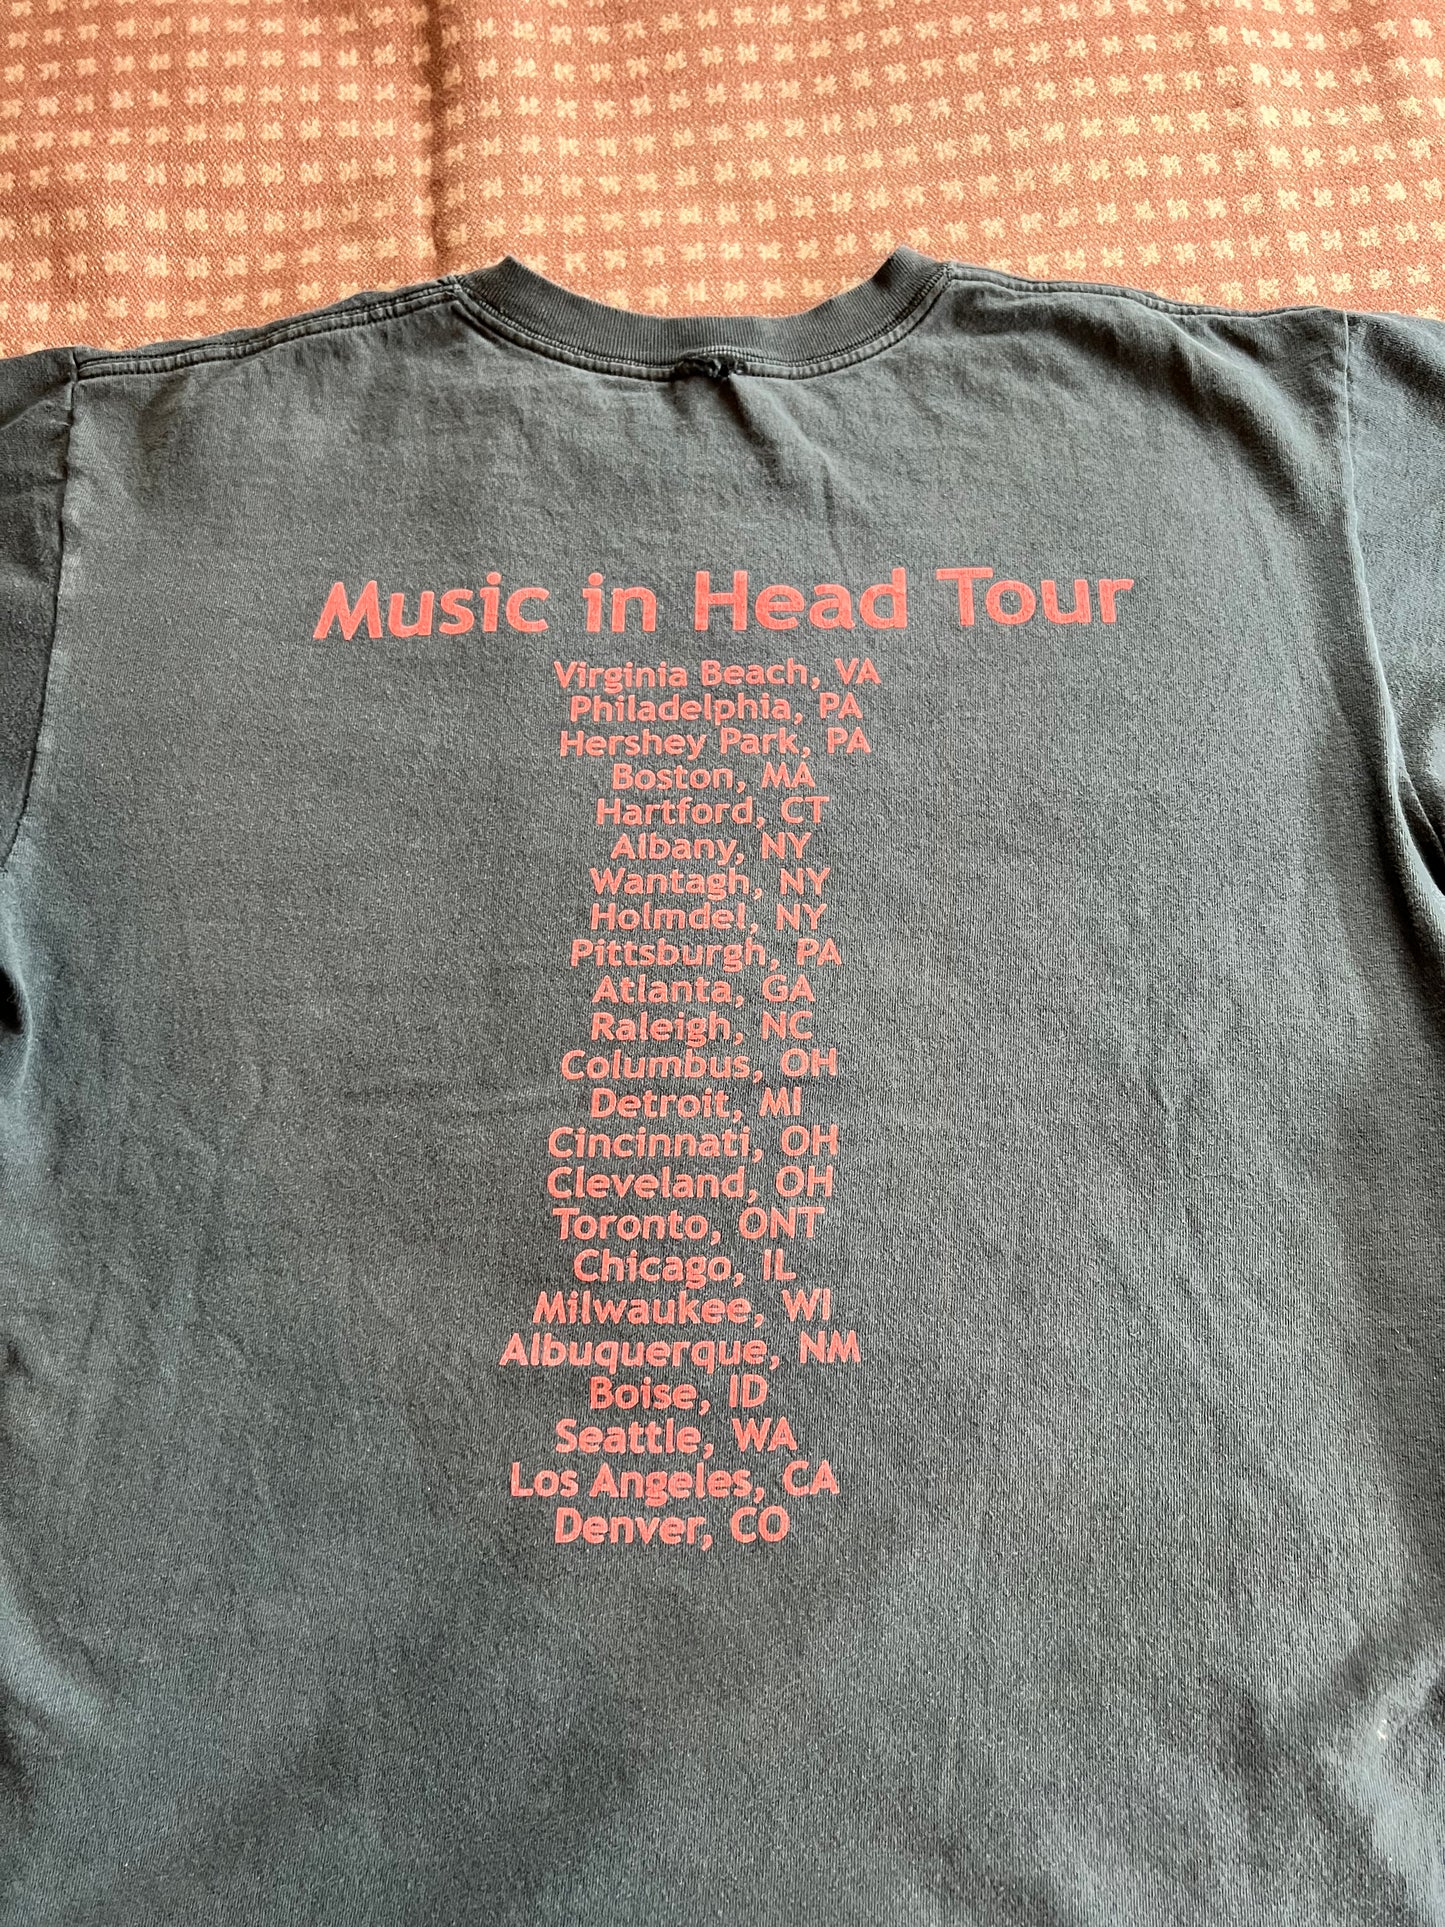 Music in Head Tour
Virginia Beach, VA
Philadelphia, PA
Hershey Park, PA
Boston, MA
Hartford, CT
Albany, NY
Wantagh, NY
Holmdel, NY
Pittsburgh, PA
Atlanta, GA
Raleigh, NC
Columbus, OH
Detroit, MI
Cincinnati, OH
Cleveland, OH
Toronto, ONT
Chicago, IL
Milwaukee, WI
Albuquerque, NM
Boise, ID
Seattle, WA
Los Angeles, CA
Denver, CO